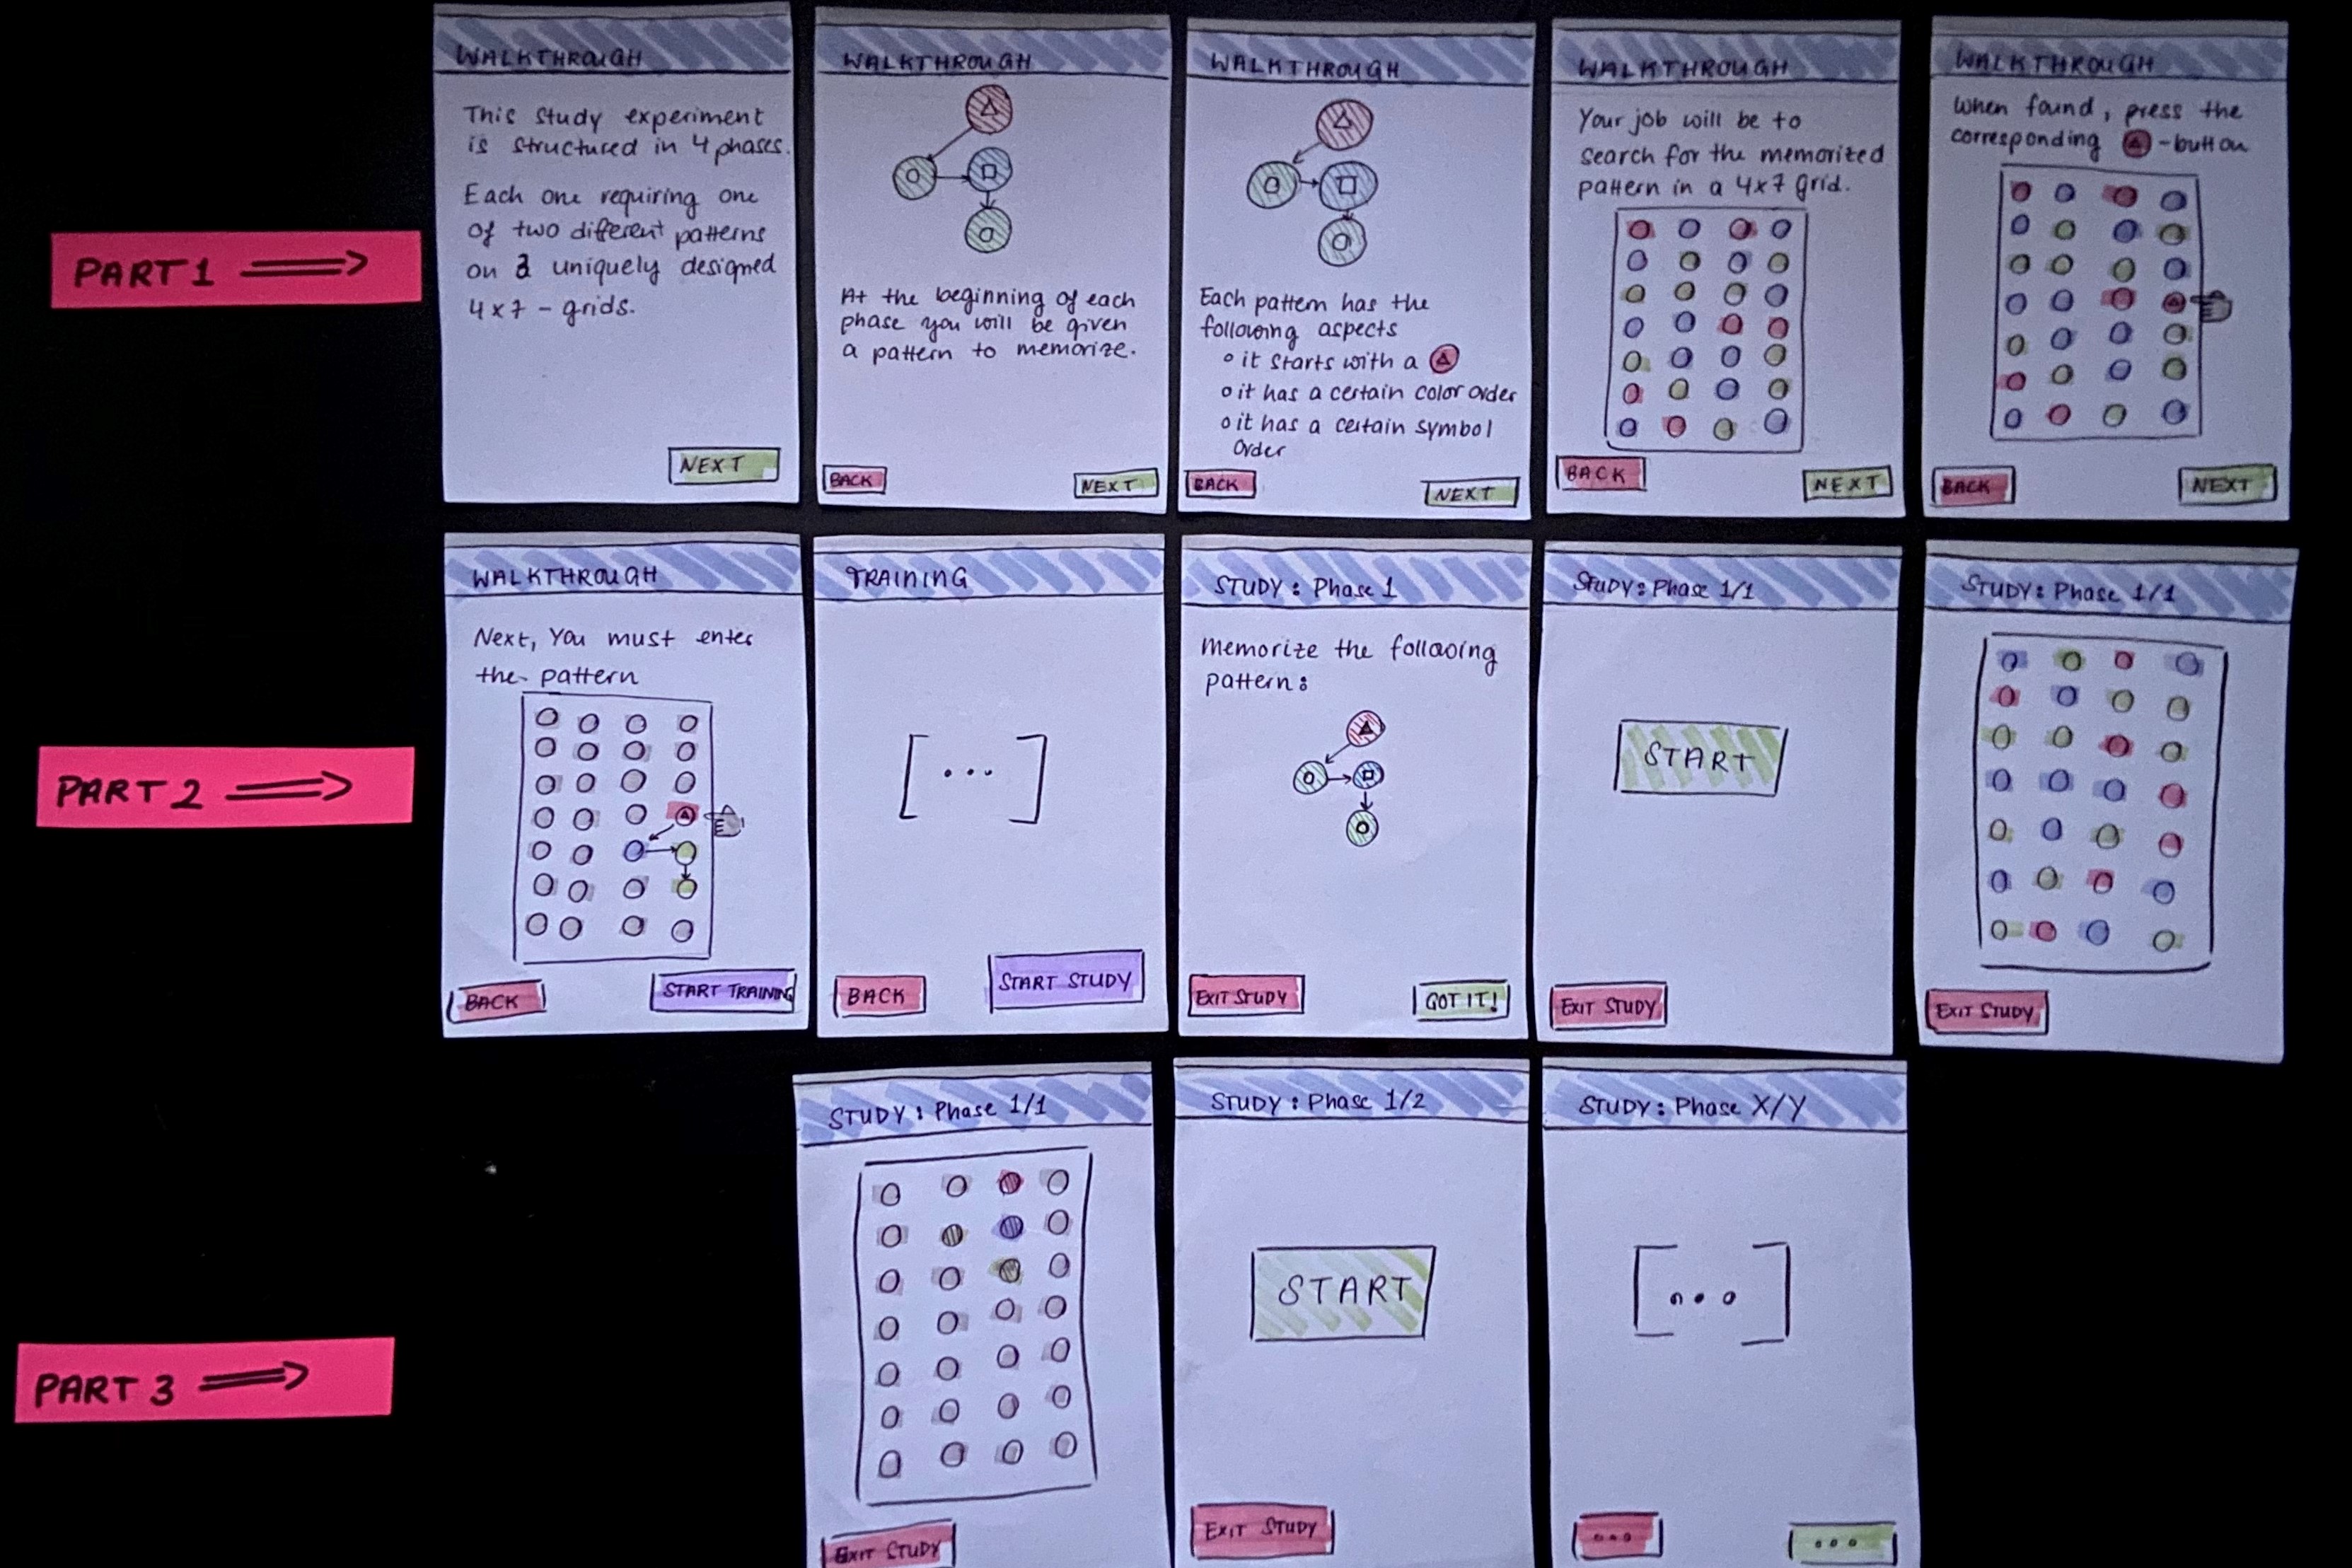 PART 1 ⟹
WALKTHROUGH
This study experiment
is structured in 4 phases.
Each one requiring one
of two different patterns
on 2 uniquely designed
4x7 - grids.
NEXT
WALKTHROUGH
At the beginning of each
phase you will be given
a pattern to memorize.
BACK
NEXT
WALKTHROUGH
Each pattern has the
following aspects
o it starts with a
o it has a certain color order
o it has a certain symbol
order
BACK
NEXT
WALKTHROUGH
Your job will be to
search for the memorized
pattern in a 4x7 grid.
BACK
NEXT
WALKTHROUGH
When found, press the
corresponding -button
BACK
NEXT
PART 2 ⟹
WALKTHROUGH
Next, You must enter
the pattern
BACK
START TRAINING
TRAINING
[...]
BACK
START STUDY
STUDY: Phase 1
Memorize the following
pattern:
EXIT STUDY
GOT IT!
STUDY: Phase 1/1
START
EXIT STUDY
STUDY: Phase 1/1
EXIT STUDY
PART 3 ⟹
STUDY: Phase 1/1
EXIT STUDY
STUDY: Phase 1/2
START
EXIT STUDY
STUDY: Phase X/Y
[...]
...
...